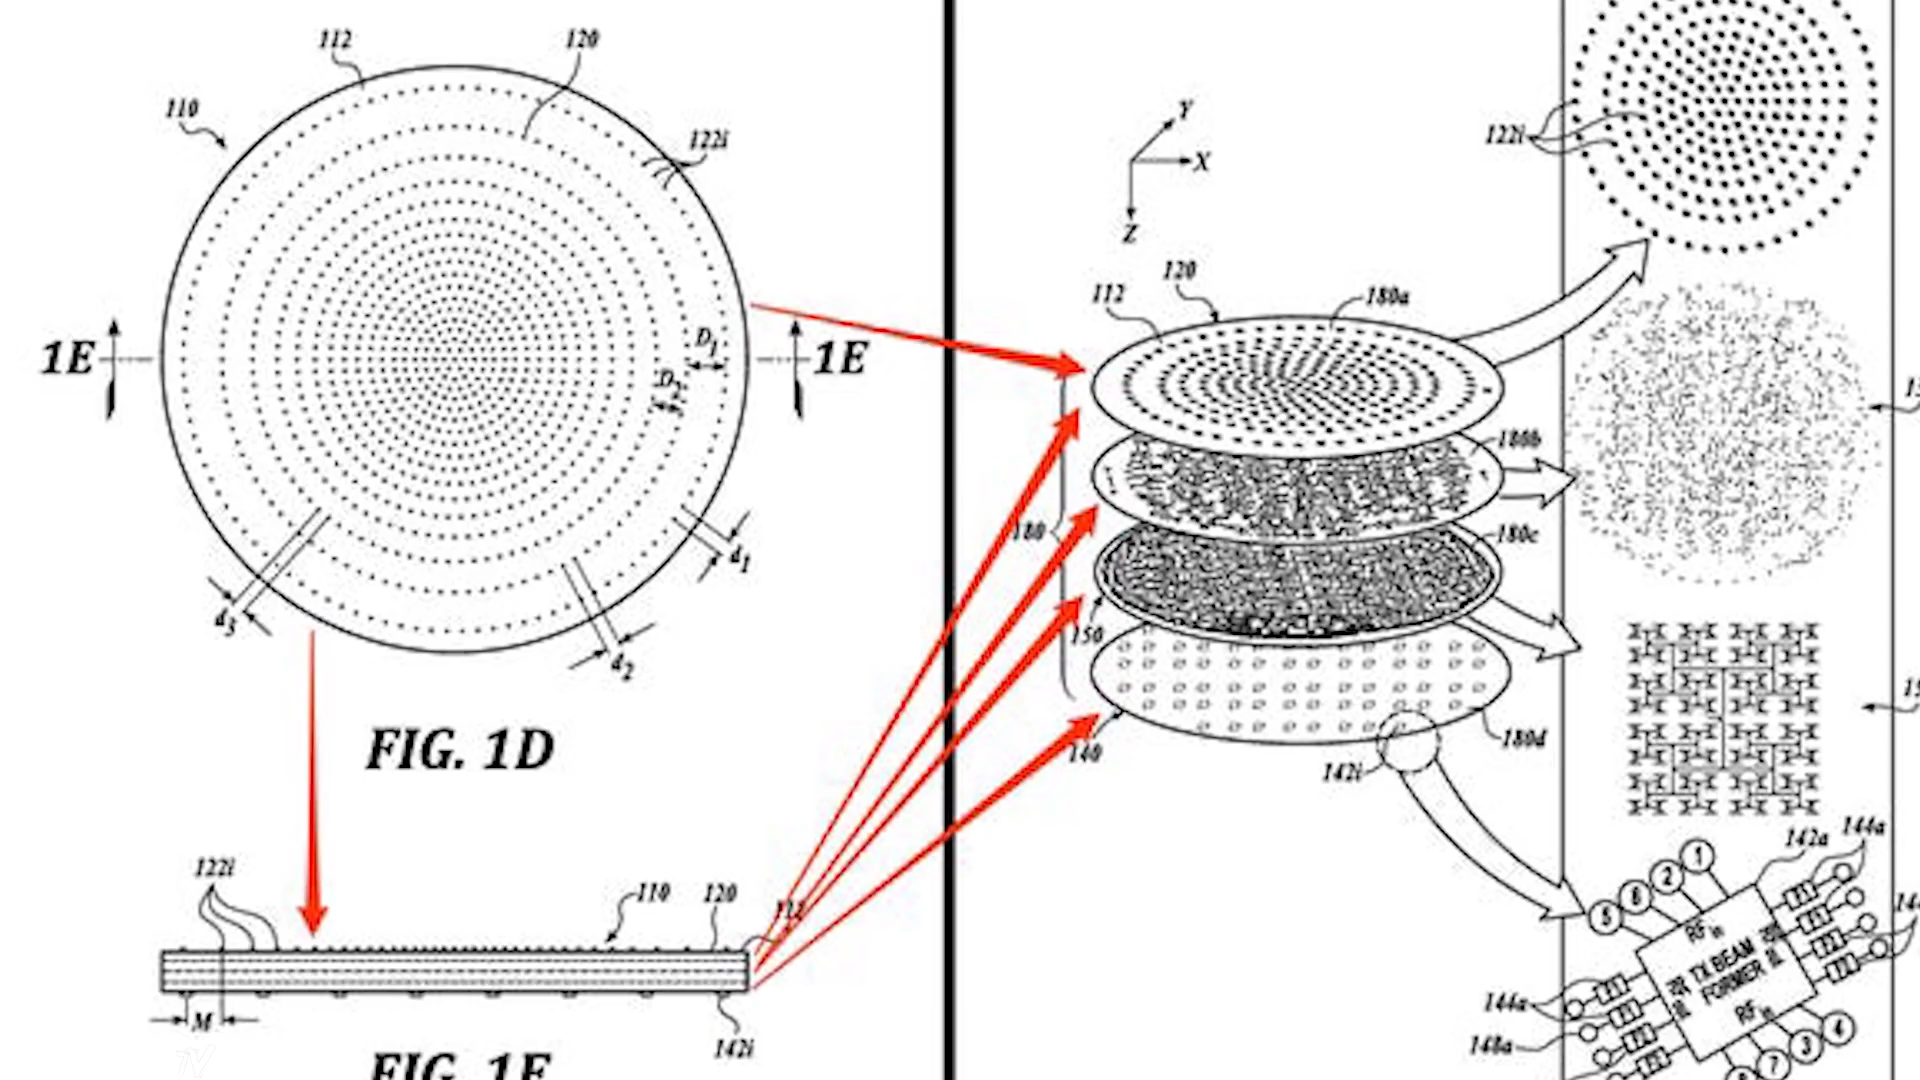 112
120
110
122i
1E
1E
D1
D2
d1
d2
d3
FIG. 1D
122i
110
120
112
M
142i
FIG. 1E
Y
X
Z
120
112
180a
180b
180
180c
150
140
180d
142i
122i
142a
144a
1
2
6
5
RFin
TX BEAM
FORMER
RFin
144a
148a
4
3
7